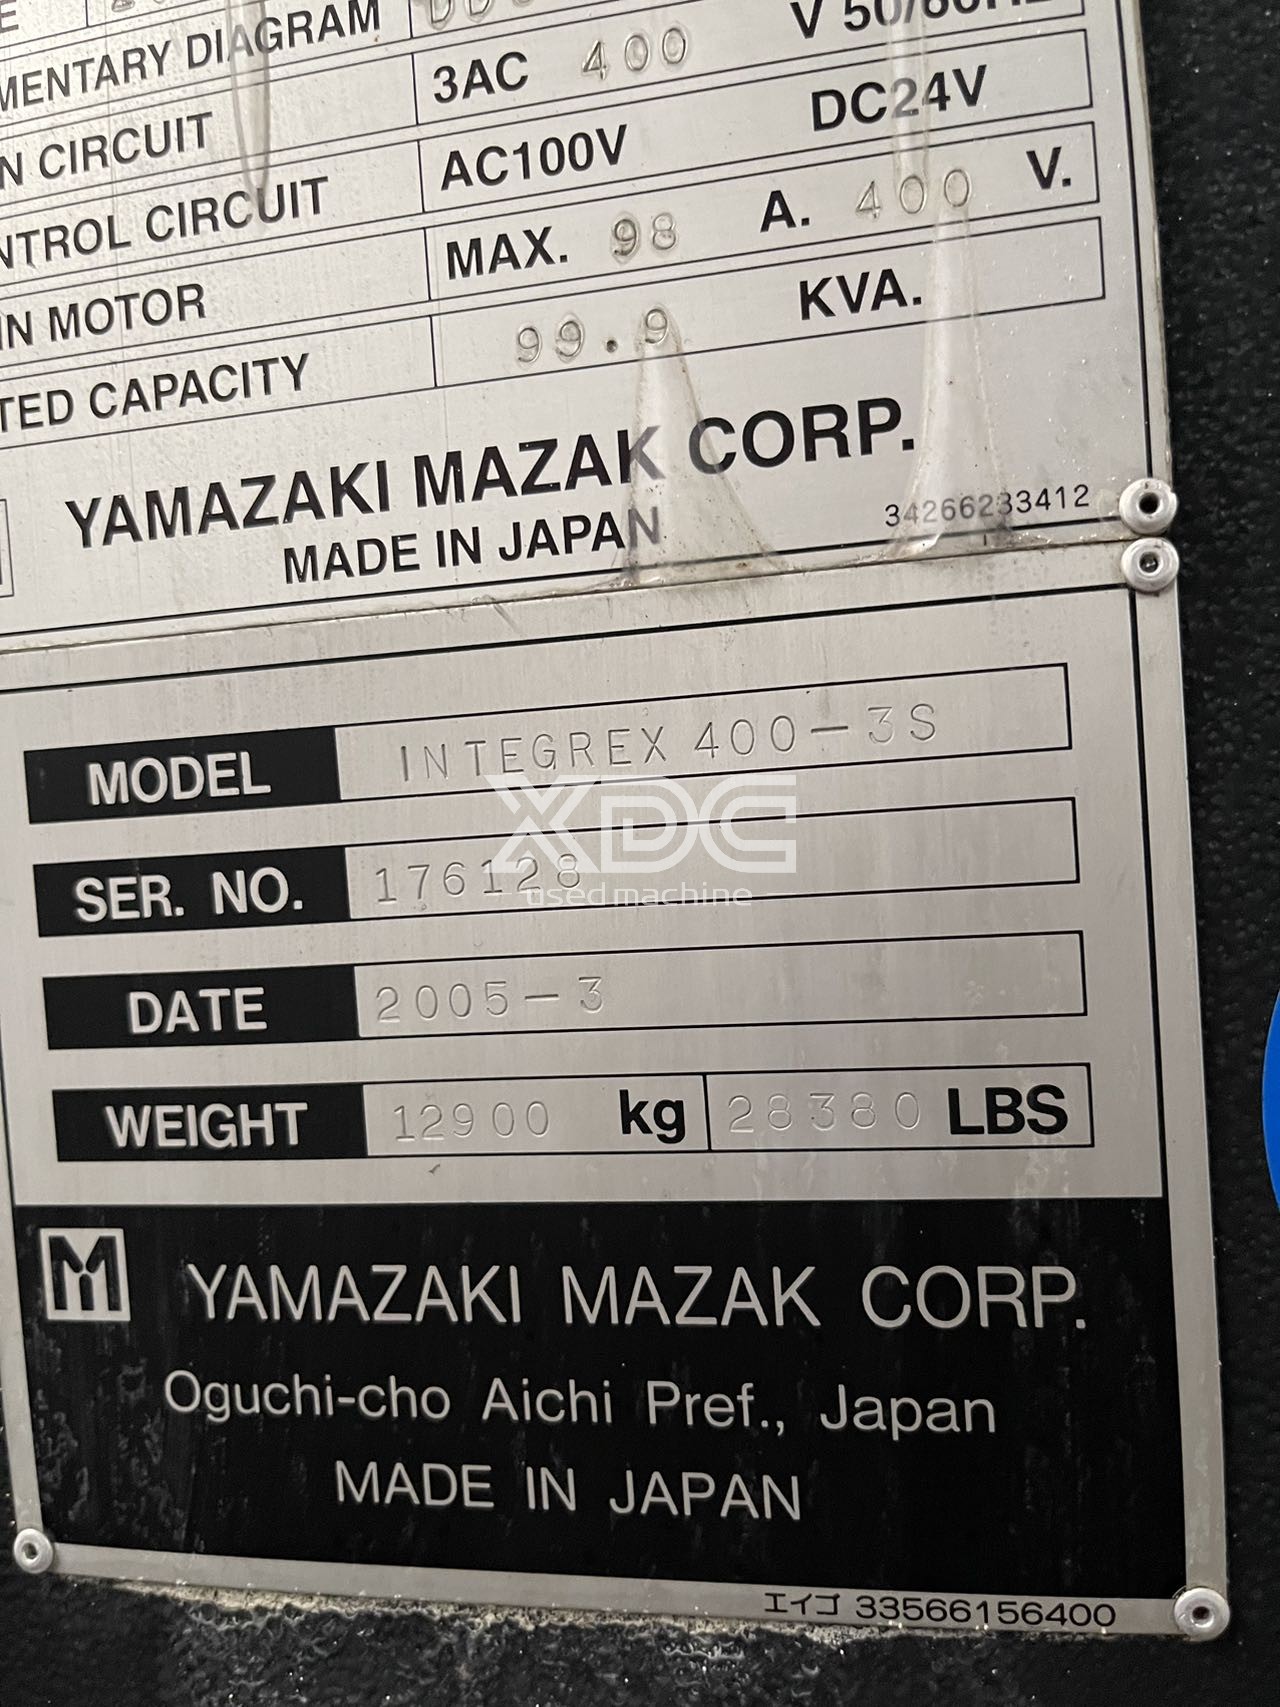 MENTARY DIAGRAM
N CIRCUIT 3AC 400 V 50/60HZ
NTROL CIRCUIT AC100V DC24V
IN MOTOR MAX. 98 A. 400 V.
TED CAPACITY 99.9 KVA.
YAMAZAKI MAZAK CORP.
MADE IN JAPAN
34266233412
MODEL INTEGREX 400-3S
XDC
SER. NO. 176128
used machine
DATE 2005-3
WEIGHT 12900 kg 28380 LBS
YAMAZAKI MAZAK CORP.
Oguchi-cho Aichi Pref., Japan
MADE IN JAPAN
エイゴ 33566156400